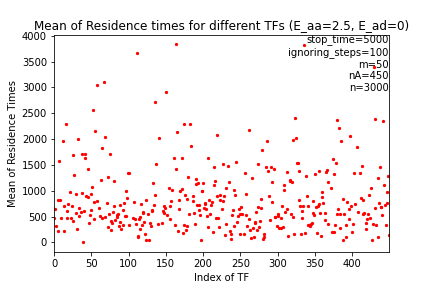 Mean of Residence times for different TFs (E_aa=2.5, E_ad=0)
stop_time=5000
ignoring_steps=100
m=50
nA=450
n=3000
Mean of Residence Times
4000
3500
3000
2500
2000
1500
1000
500
0
0 50 100 150 200 250 300 350 400
Index of TF